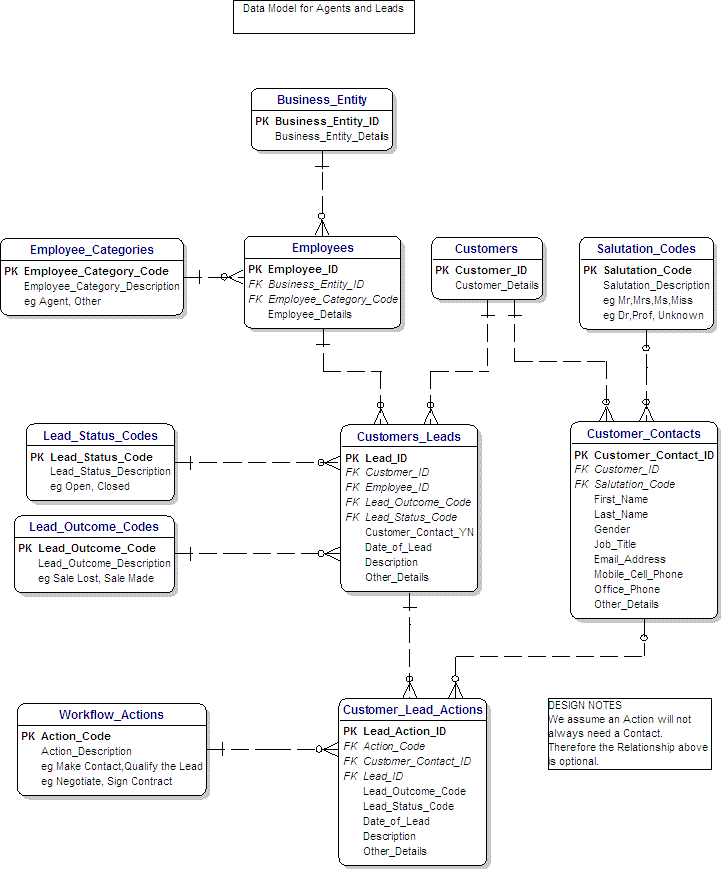 Data Model for Agents and Leads
Business_Entity
PK Business_Entity_ID
Business_Entity_Details
Employee_Categories
PK Employee_Category_Code
Employee_Category_Description
eg Agent, Other
Employees
PK Employee_ID
FK Business_Entity_ID
FK Employee_Category_Code
Employee_Details
Customers
PK Customer_ID
Customer_Details
Salutation_Codes
PK Salutation_Code
Salutation_Description
eg Mr,Mrs,Ms,Miss
eg Dr,Prof, Unknown
Lead_Status_Codes
PK Lead_Status_Code
Lead_Status_Description
eg Open, Closed
Lead_Outcome_Codes
PK Lead_Outcome_Code
Lead_Outcome_Description
eg Sale Lost, Sale Made
Customers_Leads
PK Lead_ID
FK Customer_ID
FK Employee_ID
FK Lead_Outcome_Code
FK Lead_Status_Code
Customer_Contact_YN
Date_of_Lead
Description
Other_Details
Customer_Contacts
PK Customer_Contact_ID
FK Customer_ID
FK Salutation_Code
First_Name
Last_Name
Gender
Job_Title
Email_Address
Mobile_Cell_Phone
Office_Phone
Other_Details
Workflow_Actions
PK Action_Code
Action_Description
eg Make Contact,Qualify the Lead
eg Negotiate, Sign Contract
Customer_Lead_Actions
PK Lead_Action_ID
FK Action_Code
FK Customer_Contact_ID
FK Lead_ID
Lead_Outcome_Code
Lead_Status_Code
Date_of_Lead
Description
Other_Details
DESIGN NOTES
We assume an Action will not
always need a Contact.
Therefore the Relationship above
is optional.